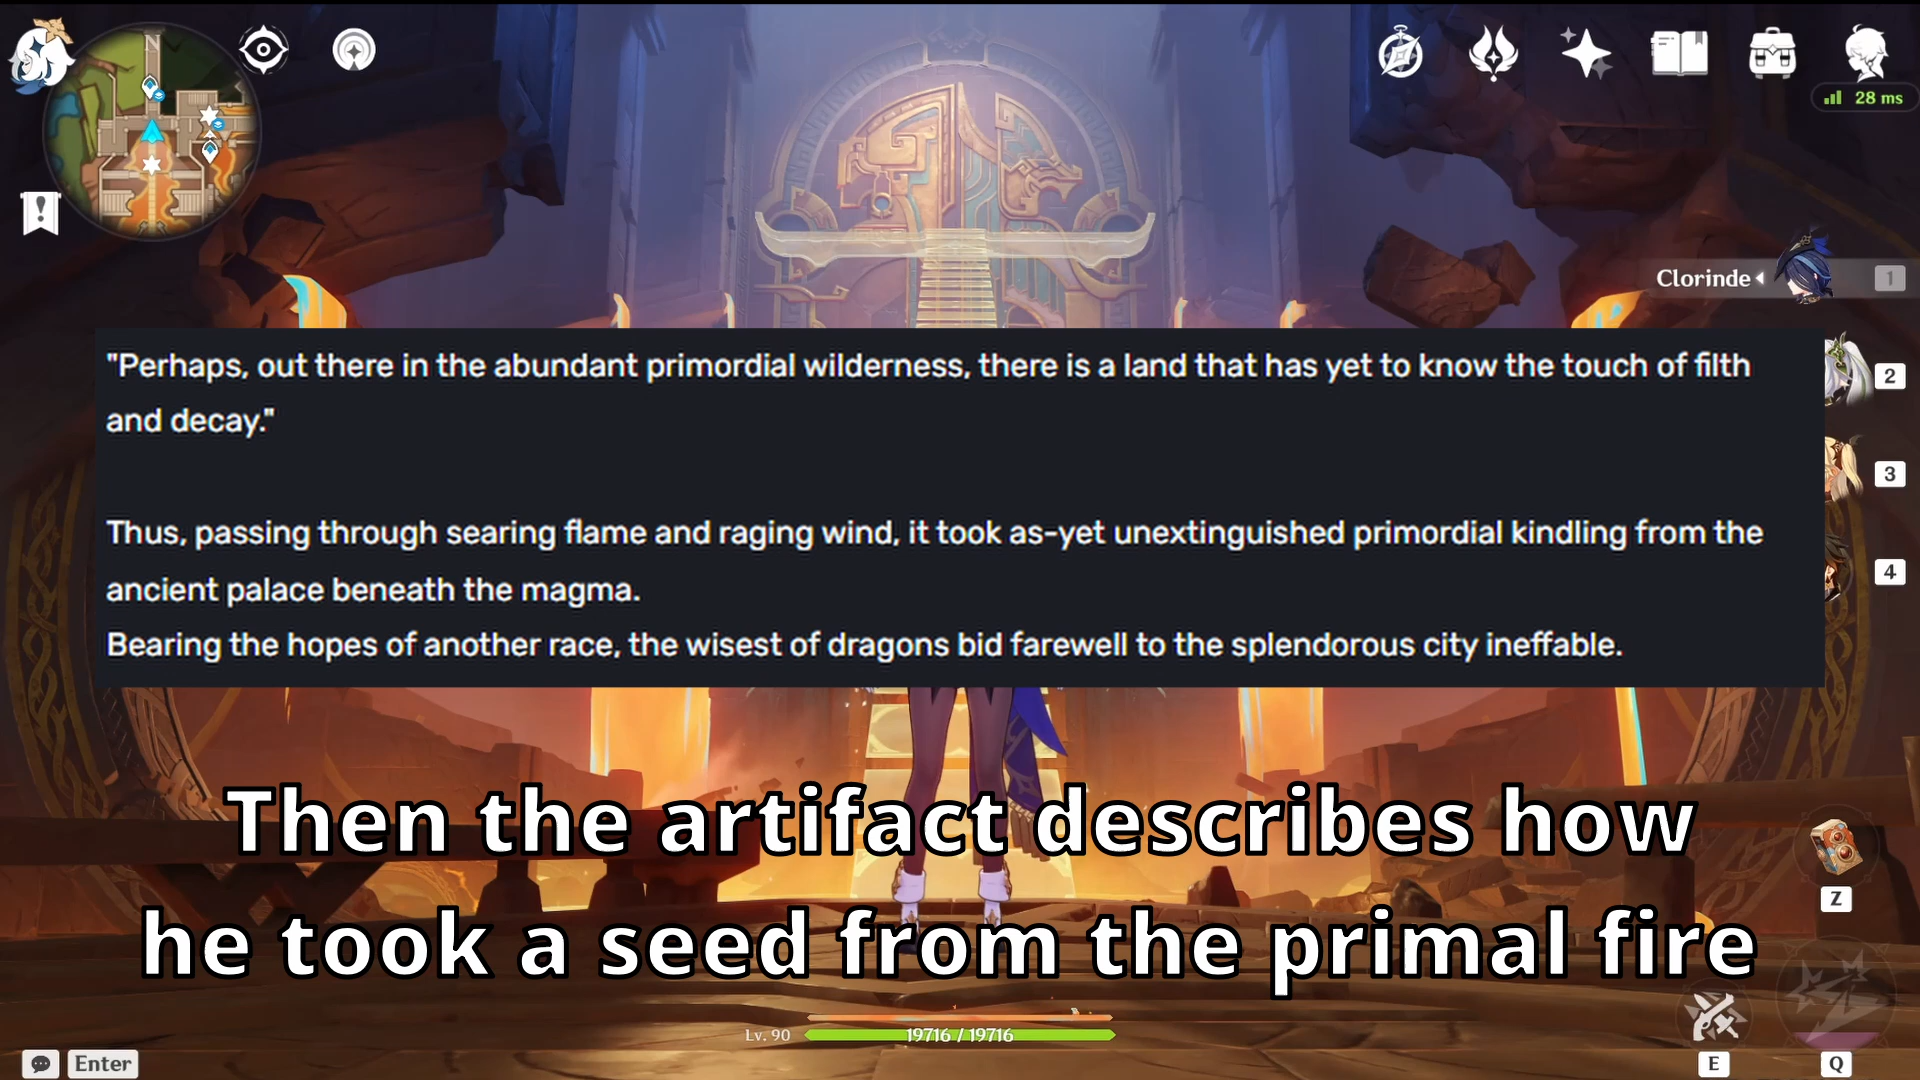 N
28 ms
Clorinde
1
"Perhaps, out there in the abundant primordial wilderness, there is a land that has yet to know the touch of filth
and decay."
2
3
Thus, passing through searing flame and raging wind, it took as-yet unextinguished primordial kindling from the
ancient palace beneath the magma.
4
Bearing the hopes of another race, the wisest of dragons bid farewell to the splendorous city ineffable.
Then the artifact describes how
he took a seed from the primal fire
Z
Lv. 90
19716 / 19716
Enter
E
Q